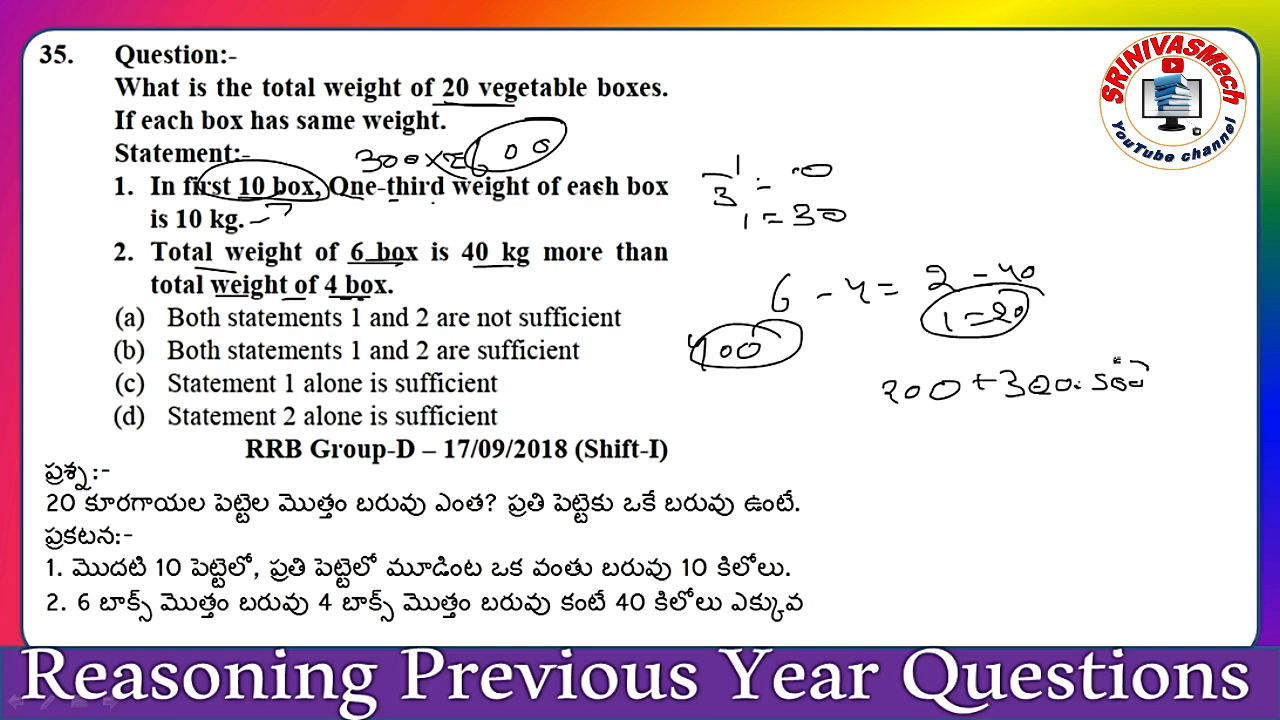 35. Question:-
What is the total weight of 20 vegetable boxes.
If each box has same weight.
Statement:-
1. In first 10 box, One-third weight of each box
is 10 kg.
2. Total weight of 6 box is 40 kg more than
total weight of 4 box.
(a) Both statements 1 and 2 are not sufficient
(b) Both statements 1 and 2 are sufficient
(c) Statement 1 alone is sufficient
(d) Statement 2 alone is sufficient
RRB Group-D – 17/09/2018 (Shift-I)
ప్రశ్న:-
20 కూరగాయల పెట్టెల మొత్తం బరువు ఎంత? ప్రతి పెట్టెకు ఒకే బరువు ఉంటే.
ప్రకటన:-
1. మొదటి 10 పెట్టెలో, ప్రతి పెట్టెలో మూడింట ఒక వంతు బరువు 10 కిలోలు.
2. 6 బాక్స్ మొత్తం బరువు 4 బాక్స్ మొత్తం బరువు కంటే 40 కిలోలు ఎక్కువ
1 = 30
6 - 4 = 2 - 40
1 = 20
400
200 + 300
SRINIVASMech
YouTube channel
Reasoning Previous Year Questions